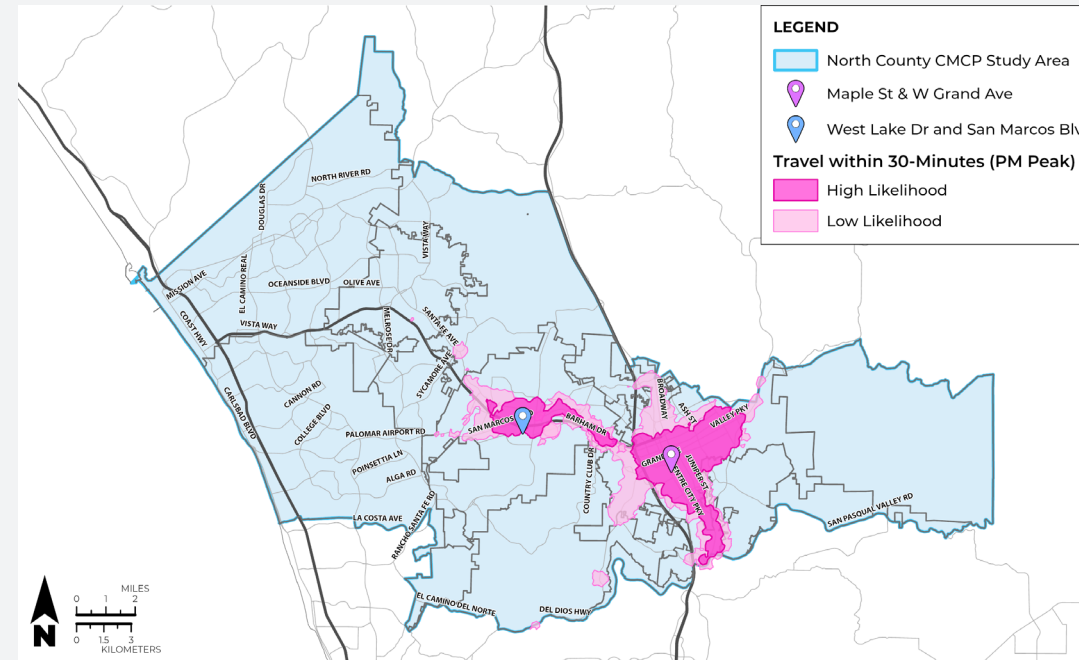 LEGEND
North County CMCP Study Area
Maple St & W Grand Ave
West Lake Dr and San Marcos Blv
Travel within 30-Minutes (PM Peak)
High Likelihood
Low Likelihood
NORTH RIVER RD
DOUGLAS DR
VISTA WAY
EL CAMINO REAL
MISSION AVE
OCEANSIDE BLVD
OLIVE AVE
COAST HWY
VISTA WAY
MELROSE DR
SANTA FE AVE
SYCAMORE AVE
CARLSBAD BLVD
CANNON RD
COLLEGE BLVD
PALOMAR AIRPORT RD
SAN MARCOS
BARHAM DR
BROADWAY
ASH ST
VALLEY PKY
POINSETTIA LN
ALGA RD
COUNTRY CLUB DR
GRAN
JUNIPER ST
ENTRE CITY PKY
LA COSTA AVE
RANCHO SANTA FE RD
SAN PASQUAL VALLEY RD
EL CAMINO DEL NORTE
DEL DIOS HWY
N
MILES
0 1 2
0 1.5 3
KILOMETERS